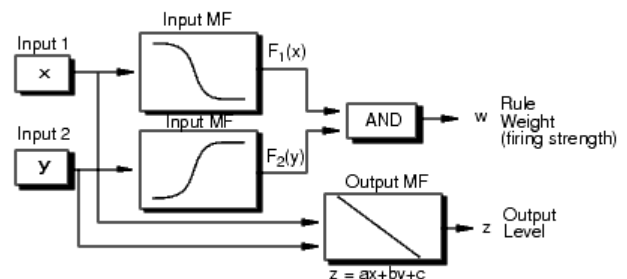 Input MF
Input 1
x
F1(x)
Input MF
AND
w
Rule
Weight
(firing strength)
Input 2
y
F2(y)
Output MF
z
Output
Level
z = ax+by+c